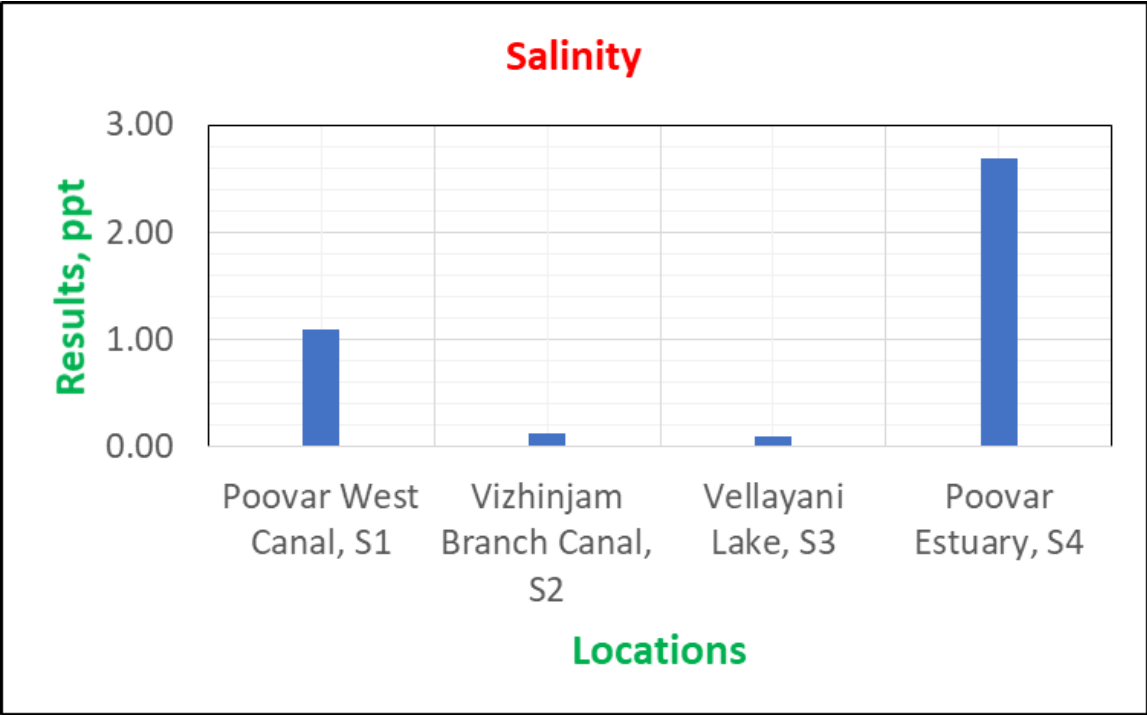 Salinity
Results, ppt
3.00
2.00
1.00
0.00
Poovar West
Canal, S1
Vizhinjam
Branch Canal,
S2
Vellayani
Lake, S3
Poovar
Estuary, S4
Locations